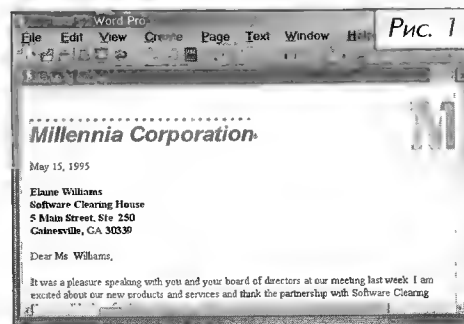 Word Pro
File Edit View Create Page Text Window Help
Рис. 1
Millennia Corporation
M
May 15, 1995
Elaine Williams
Software Clearing House
5 Main Street, Ste 250
Gainesville, GA 30339
Dear Ms Williams,
It was a pleasure speaking with you and your board of directors at our meeting last week I am
excited about our new products and services and thank the partnership with Software Clearing